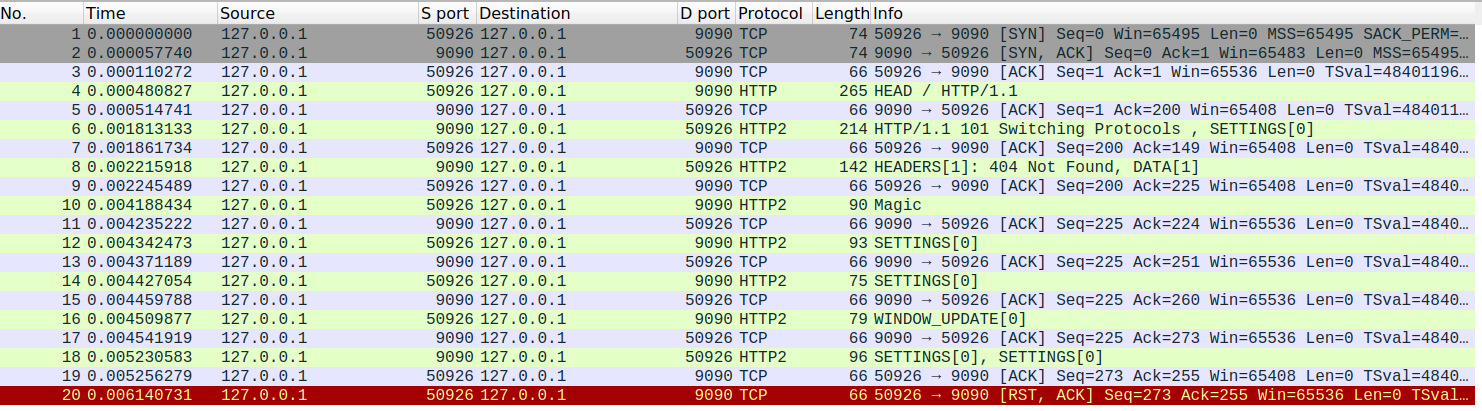 No. Time Source S port Destination D port Protocol Length Info
1 0.000000000 127.0.0.1 50926 127.0.0.1 9090 TCP 74 50926 → 9090 [SYN] Seq=0 Win=65495 Len=0 MSS=65495 SACK_PERM=…
2 0.000057740 127.0.0.1 9090 127.0.0.1 50926 TCP 74 9090 → 50926 [SYN, ACK] Seq=0 Ack=1 Win=65483 Len=0 MSS=65495…
3 0.000110272 127.0.0.1 50926 127.0.0.1 9090 TCP 66 50926 → 9090 [ACK] Seq=1 Ack=1 Win=65536 Len=0 TSval=48401196…
4 0.000480827 127.0.0.1 50926 127.0.0.1 9090 HTTP 265 HEAD / HTTP/1.1
5 0.000514741 127.0.0.1 9090 127.0.0.1 50926 TCP 66 9090 → 50926 [ACK] Seq=1 Ack=200 Win=65408 Len=0 TSval=484011…
6 0.001813133 127.0.0.1 9090 127.0.0.1 50926 HTTP2 214 HTTP/1.1 101 Switching Protocols , SETTINGS[0]
7 0.001861734 127.0.0.1 50926 127.0.0.1 9090 TCP 66 50926 → 9090 [ACK] Seq=200 Ack=149 Win=65408 Len=0 TSval=4840…
8 0.002215918 127.0.0.1 9090 127.0.0.1 50926 HTTP2 142 HEADERS[1]: 404 Not Found, DATA[1]
9 0.002245489 127.0.0.1 50926 127.0.0.1 9090 TCP 66 50926 → 9090 [ACK] Seq=200 Ack=225 Win=65408 Len=0 TSval=4840…
10 0.004188434 127.0.0.1 50926 127.0.0.1 9090 HTTP2 90 Magic
11 0.004235222 127.0.0.1 9090 127.0.0.1 50926 TCP 66 9090 → 50926 [ACK] Seq=225 Ack=224 Win=65536 Len=0 TSval=4840…
12 0.004342473 127.0.0.1 50926 127.0.0.1 9090 HTTP2 93 SETTINGS[0]
13 0.004371189 127.0.0.1 9090 127.0.0.1 50926 TCP 66 9090 → 50926 [ACK] Seq=225 Ack=251 Win=65536 Len=0 TSval=4840…
14 0.004427054 127.0.0.1 50926 127.0.0.1 9090 HTTP2 75 SETTINGS[0]
15 0.004459788 127.0.0.1 9090 127.0.0.1 50926 TCP 66 9090 → 50926 [ACK] Seq=225 Ack=260 Win=65536 Len=0 TSval=4840…
16 0.004509877 127.0.0.1 50926 127.0.0.1 9090 HTTP2 79 WINDOW_UPDATE[0]
17 0.004541919 127.0.0.1 9090 127.0.0.1 50926 TCP 66 9090 → 50926 [ACK] Seq=225 Ack=273 Win=65536 Len=0 TSval=4840…
18 0.005230583 127.0.0.1 9090 127.0.0.1 50926 HTTP2 96 SETTINGS[0], SETTINGS[0]
19 0.005256279 127.0.0.1 50926 127.0.0.1 9090 TCP 66 50926 → 9090 [ACK] Seq=273 Ack=255 Win=65408 Len=0 TSval=4840…
20 0.006140731 127.0.0.1 50926 127.0.0.1 9090 TCP 66 50926 → 9090 [RST, ACK] Seq=273 Ack=255 Win=65536 Len=0 TSval…